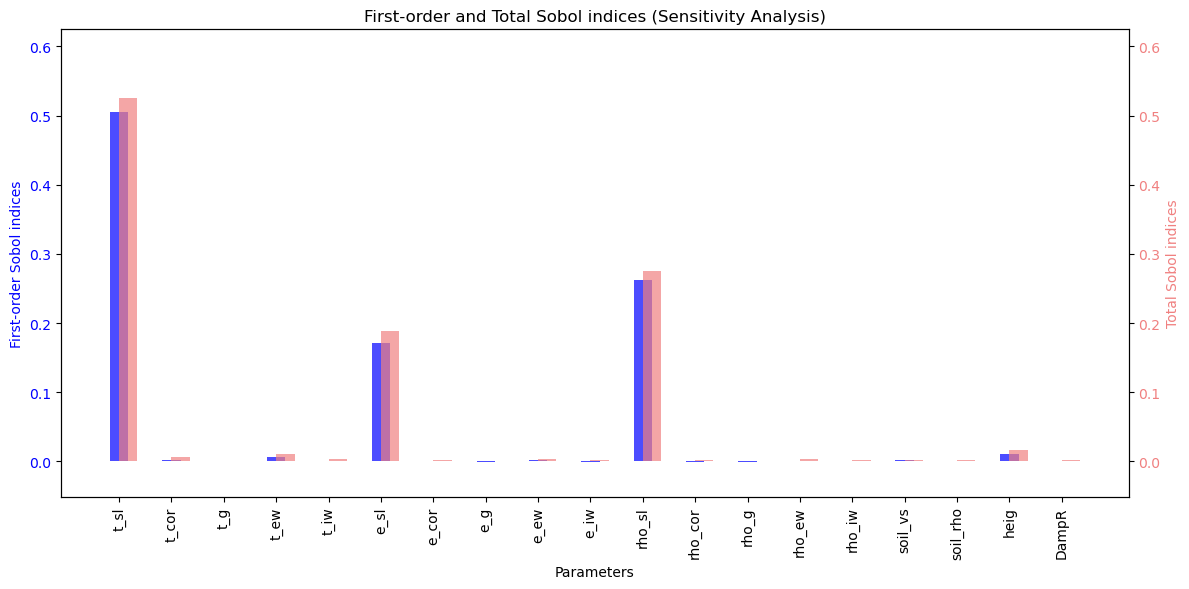 First-order and Total Sobol indices (Sensitivity Analysis)
First-order Sobol indices
0.6
0.5
0.4
0.3
0.2
0.1
0.0
0.6
0.5
0.4
0.3
0.2
0.1
0.0
Total Sobol indices
t_sl
t_cor
t_g
t_ew
t_iw
e_sl
e_cor
e_g
e_ew
e_iw
rho_sl
rho_cor
rho_g
rho_ew
rho_iw
soil_vs
soil_rho
heig
DampR
Parameters